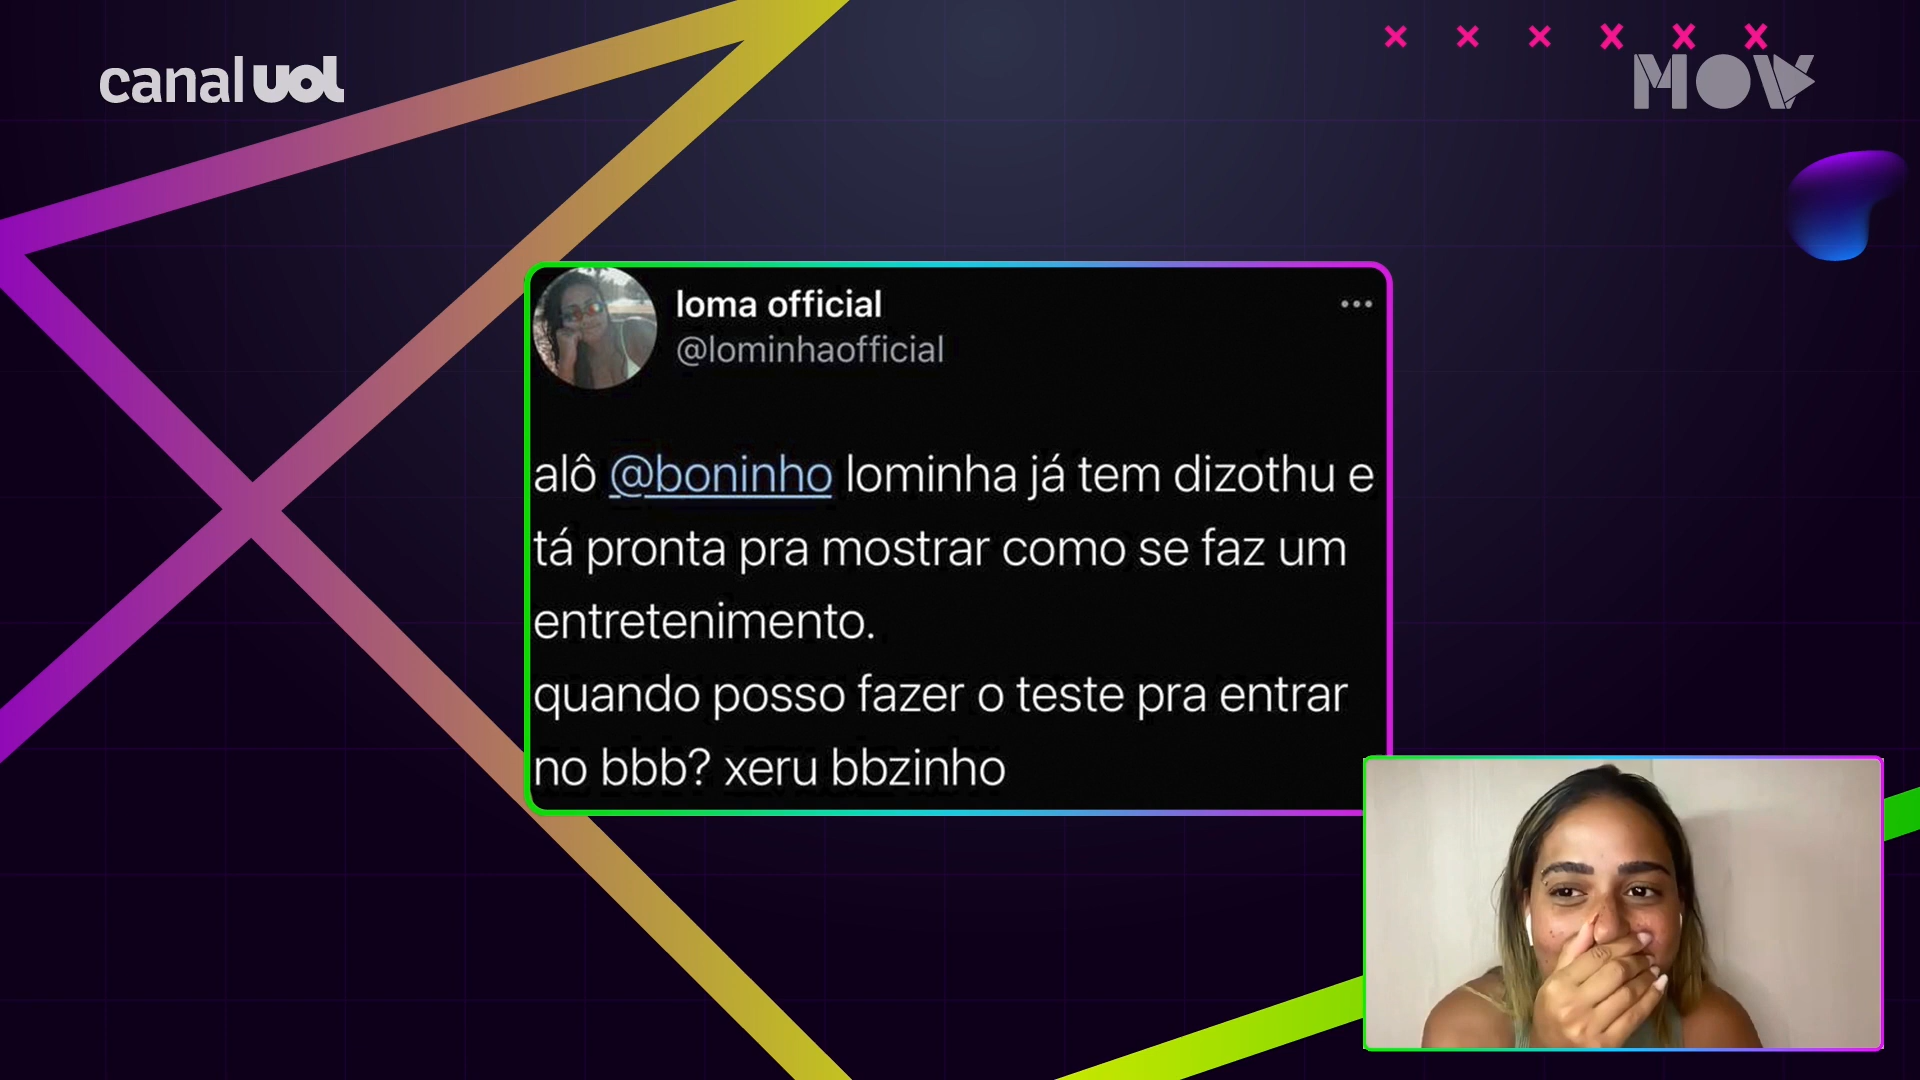 canal uol
MOV
loma official
@lominhaofficial
alô @boninho lominha já tem dizothu e
tá pronta pra mostrar como se faz um
entretenimento.
quando posso fazer o teste pra entrar
no bbb? xeru bbzinho